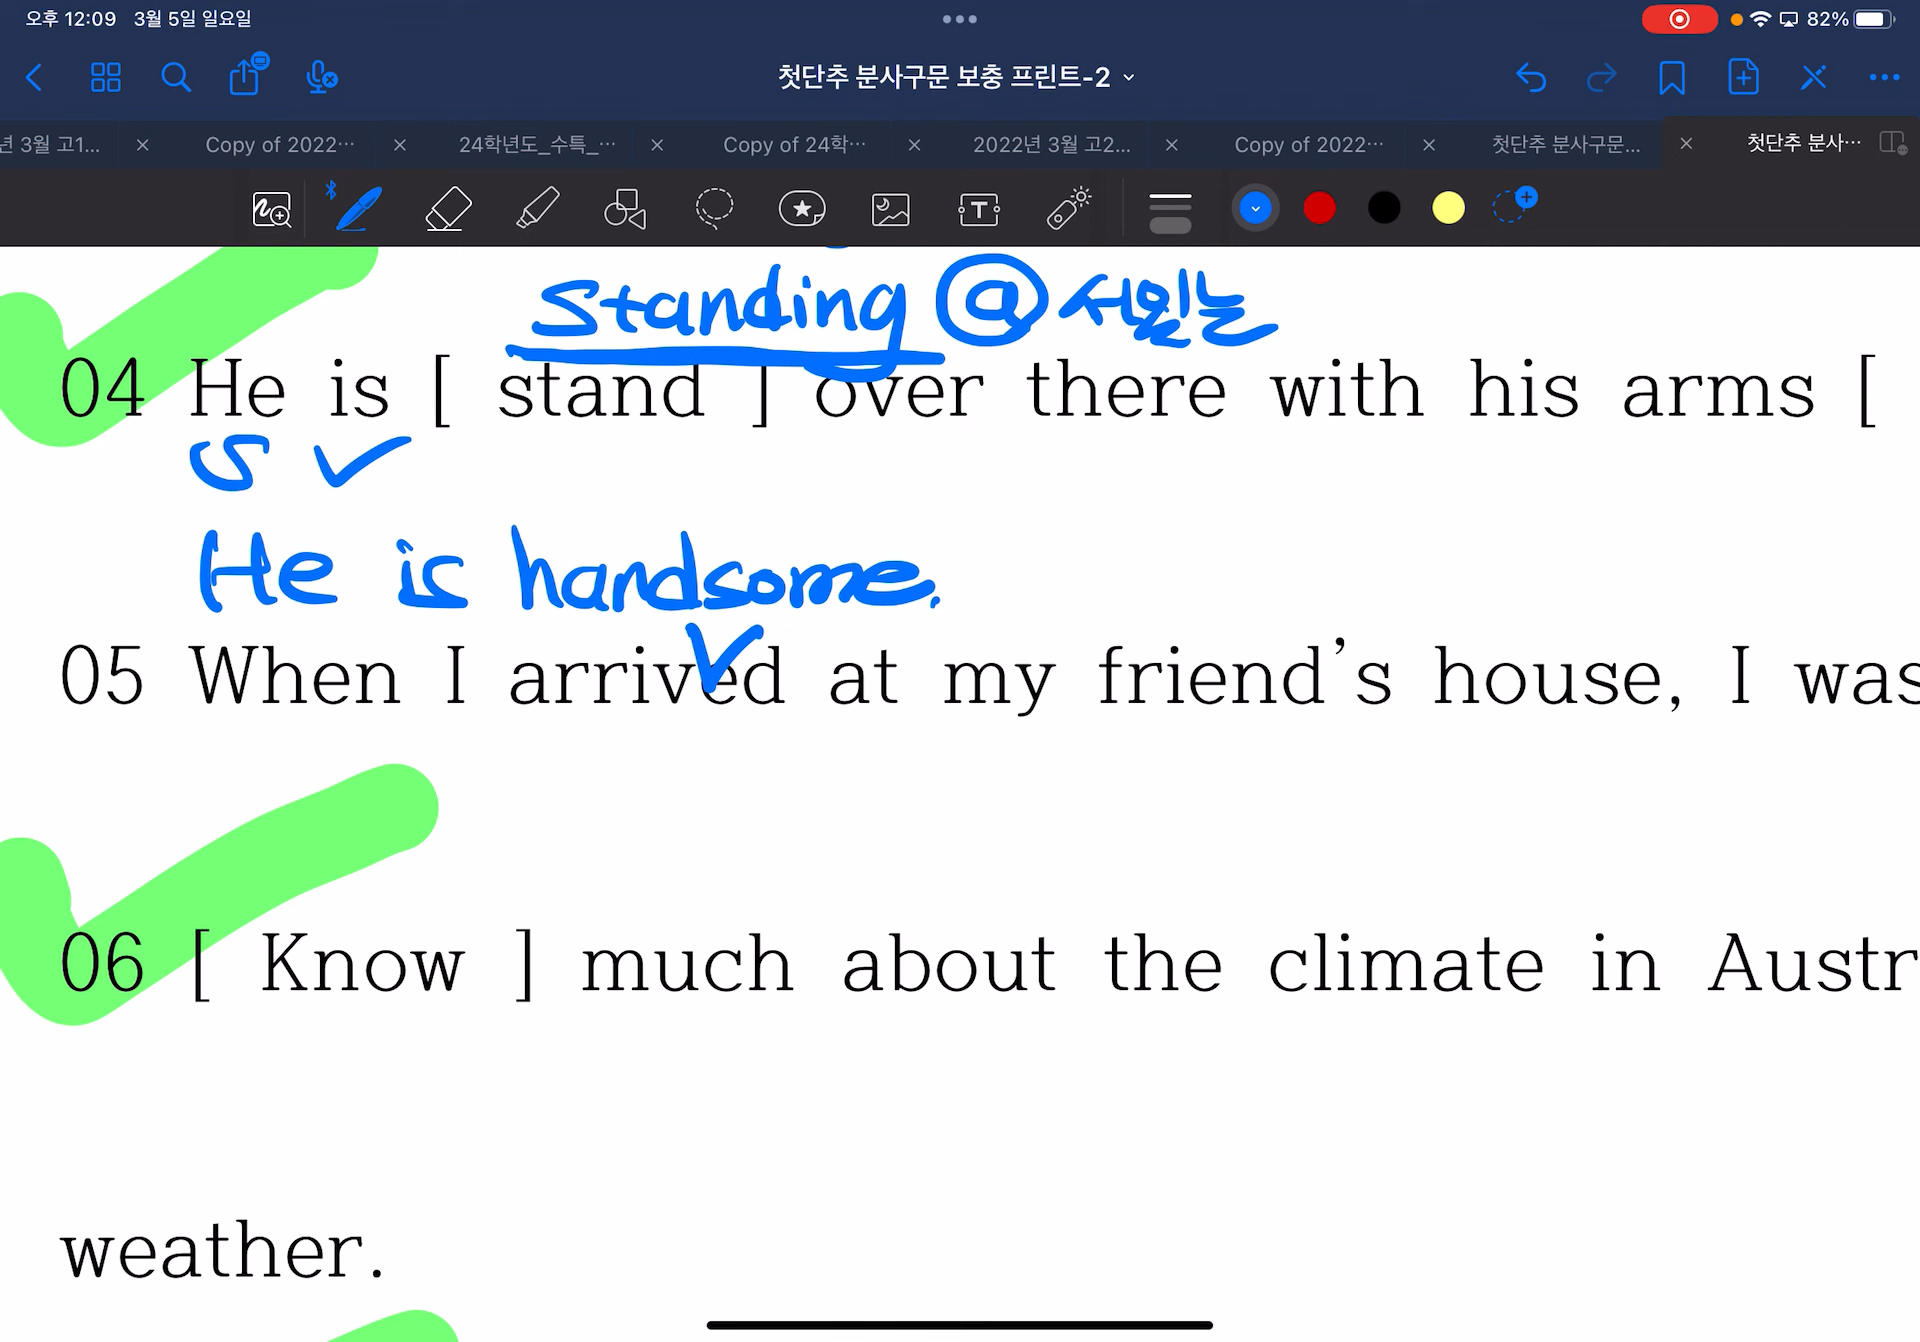 오후 12:09 3월 5일 일요일
82%
첫단추 분사구문 보충 프린트-2
년 3월 고1... Copy of 2022... 24학년도_수특_... Copy of 24학... 2022년 3월 고2... Copy of 2022... 첫단추 분사구문... 첫단추 분사...
Standing ⓐ 서있는
04 He is [ stand ] over there with his arms [
S V
He is handsome.
05 When I arrived at my friend's house, I was
06 [ Know ] much about the climate in Austr
weather.